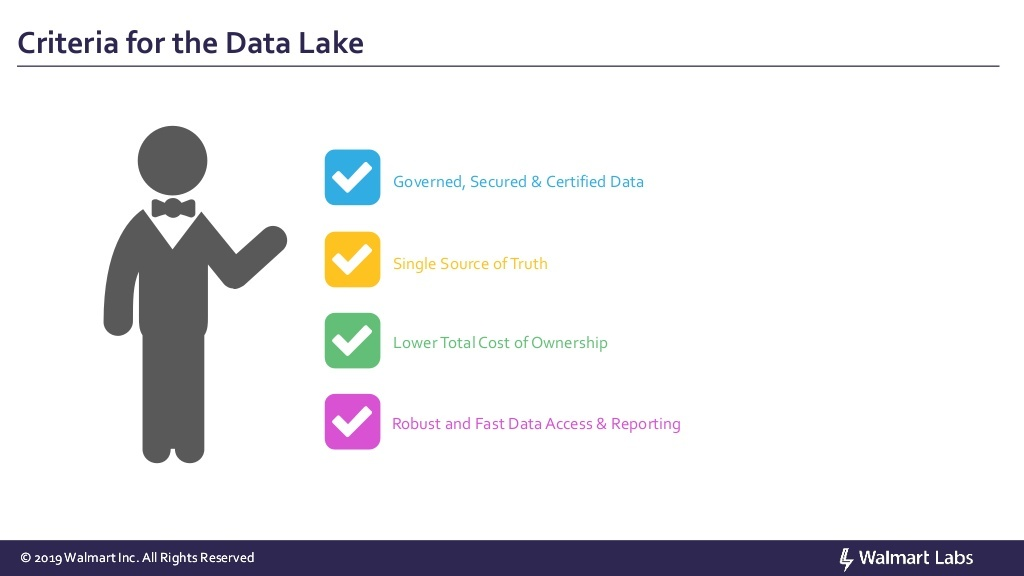 Criteria for the Data Lake
Governed, Secured & Certified Data
Single Source of Truth
Lower Total Cost of Ownership
Robust and Fast Data Access & Reporting
© 2019 Walmart Inc. All Rights Reserved
Walmart Labs